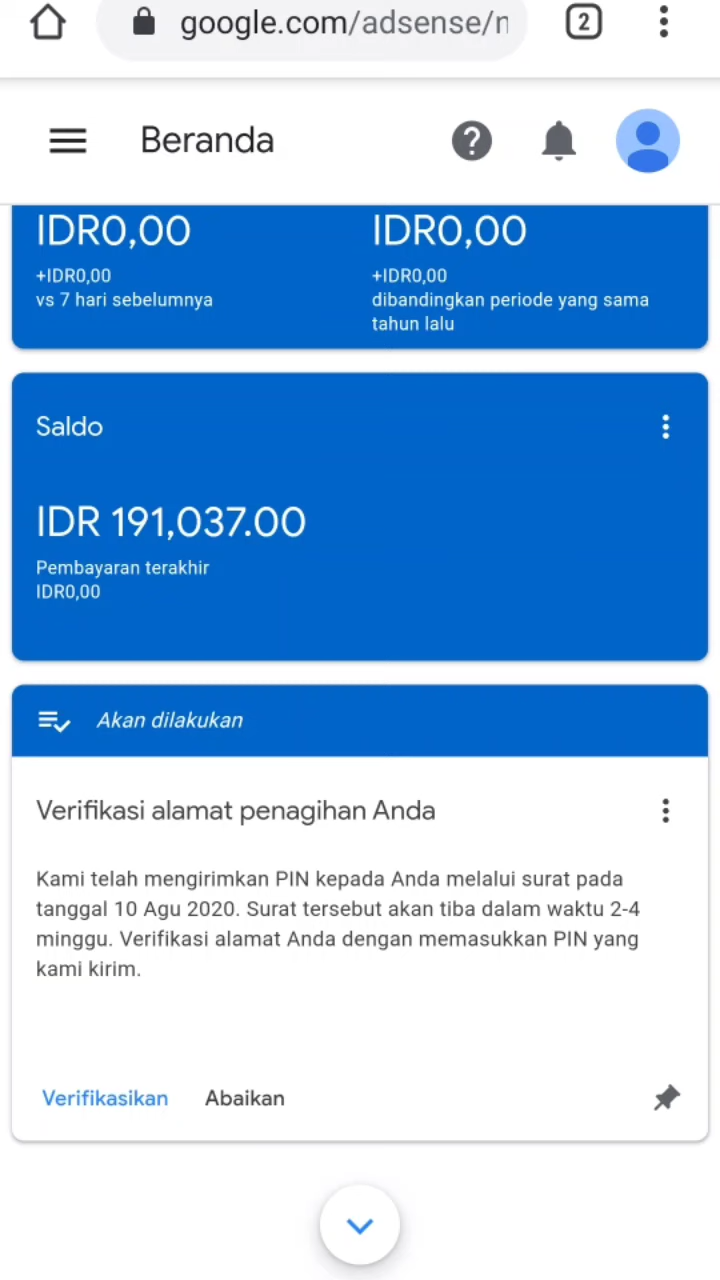 google.com/adsense/n
2
Beranda
IDR0,00
IDR0,00
+IDR0,00
+IDR0,00
vs 7 hari sebelumnya
dibandingkan periode yang sama
tahun lalu
Saldo
IDR 191,037.00
Pembayaran terakhir
IDR0,00
Akan dilakukan
Verifikasi alamat penagihan Anda
Kami telah mengirimkan PIN kepada Anda melalui surat pada
tanggal 10 Agu 2020. Surat tersebut akan tiba dalam waktu 2-4
minggu. Verifikasi alamat Anda dengan memasukkan PIN yang
kami kirim.
Verifikasikan
Abaikan